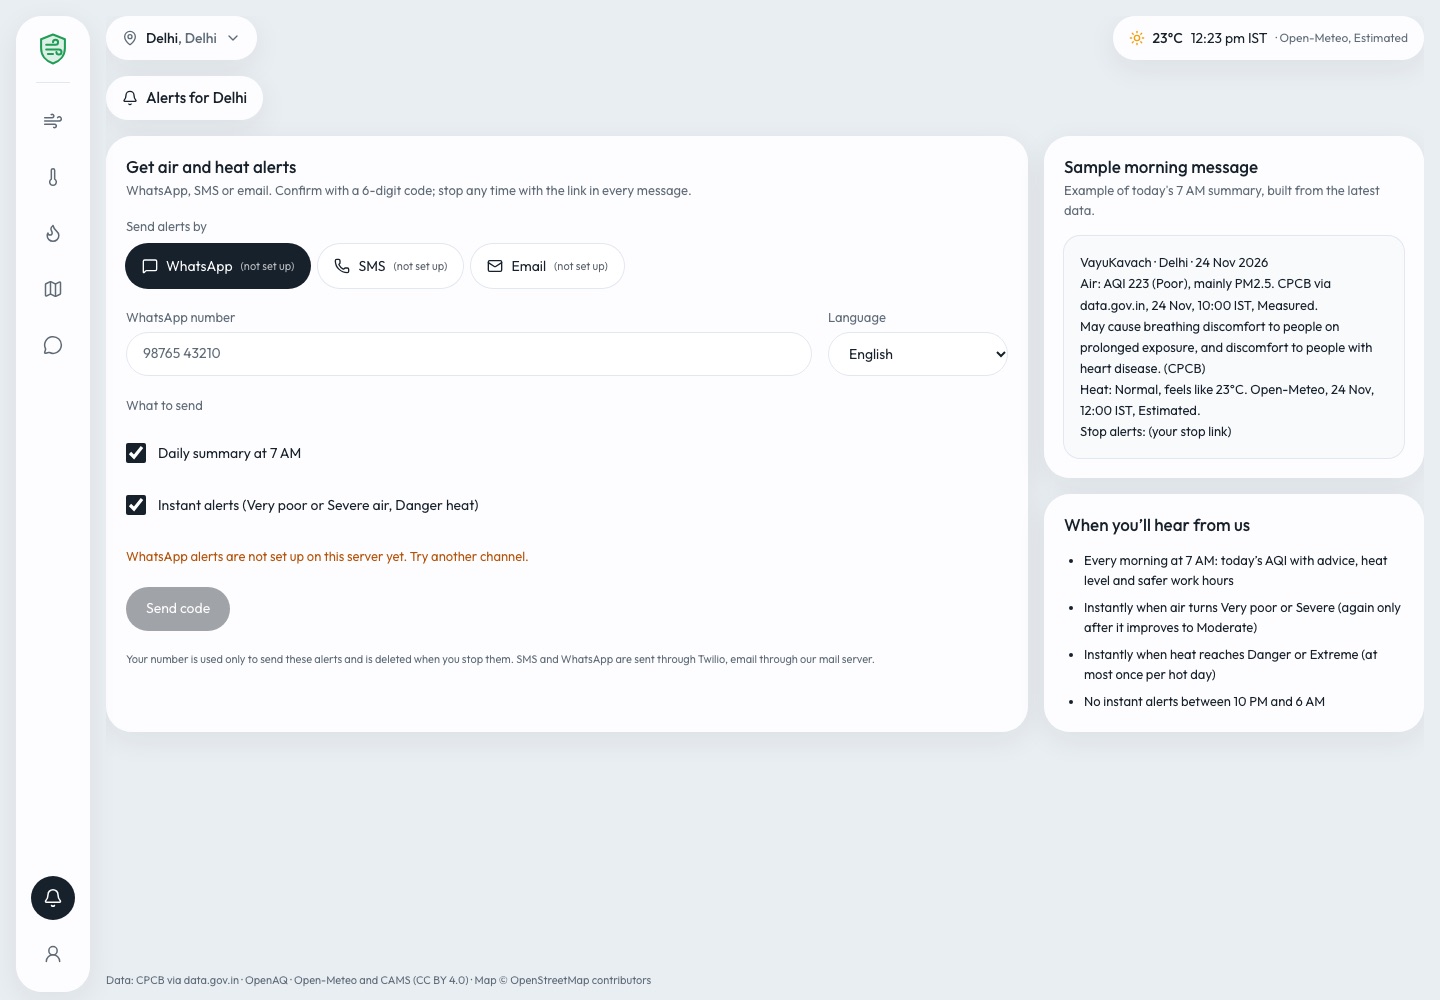 Delhi, Delhi
23°C 12:23 pm IST · Open-Meteo, Estimated
Alerts for Delhi
Get air and heat alerts
WhatsApp, SMS or email. Confirm with a 6-digit code; stop any time with the link in every message.
Send alerts by
WhatsApp (not set up)
SMS (not set up)
Email (not set up)
WhatsApp number
98765 43210
Language
English
What to send
Daily summary at 7 AM
Instant alerts (Very poor or Severe air, Danger heat)
WhatsApp alerts are not set up on this server yet. Try another channel.
Send code
Your number is used only to send these alerts and is deleted when you stop them. SMS and WhatsApp are sent through Twilio, email through our mail server.
Sample morning message
Example of today's 7 AM summary, built from the latest
data.
VayuKavach · Delhi · 24 Nov 2026
Air: AQI 223 (Poor), mainly PM2.5. CPCB via
data.gov.in, 24 Nov, 10:00 IST, Measured.
May cause breathing discomfort to people on
prolonged exposure, and discomfort to people with
heart disease. (CPCB)
Heat: Normal, feels like 23°C. Open-Meteo, 24 Nov,
12:00 IST, Estimated.
Stop alerts: (your stop link)
When you’ll hear from us
• Every morning at 7 AM: today’s AQI with advice, heat
level and safer work hours
• Instantly when air turns Very poor or Severe (again only
after it improves to Moderate)
• Instantly when heat reaches Danger or Extreme (at
most once per hot day)
• No instant alerts between 10 PM and 6 AM
Data: CPCB via data.gov.in · OpenAQ · Open-Meteo and CAMS (CC BY 4.0) · Map © OpenStreetMap contributors